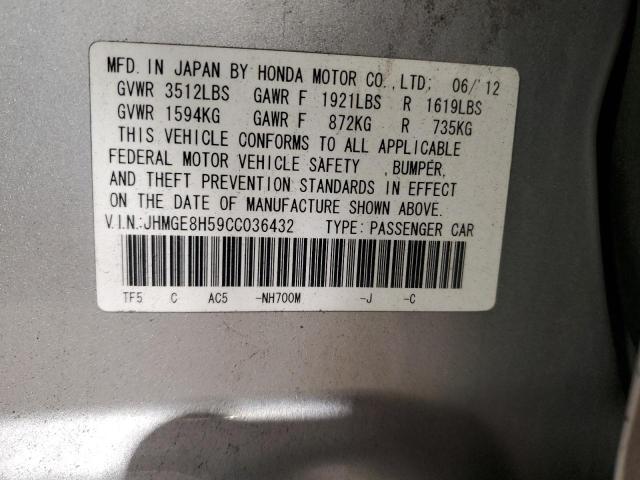 MFD. IN JAPAN BY HONDA MOTOR CO.,LTD; 06/'12
GVWR 3512LBS GAWR F 1921LBS R 1619LBS
GVWR 1594KG GAWR F 872KG R 735KG
THIS VEHICLE CONFORMS TO ALL APPLICABLE
FEDERAL MOTOR VEHICLE SAFETY ,BUMPER,
AND THEFT PREVENTION STANDARDS IN EFFECT
ON THE DATE OF MANUFACTURE SHOWN ABOVE.
V.I.N.:JHMGE8H59CC036432 TYPE: PASSENGER CAR
TF5 C AC5 -NH700M -J -C